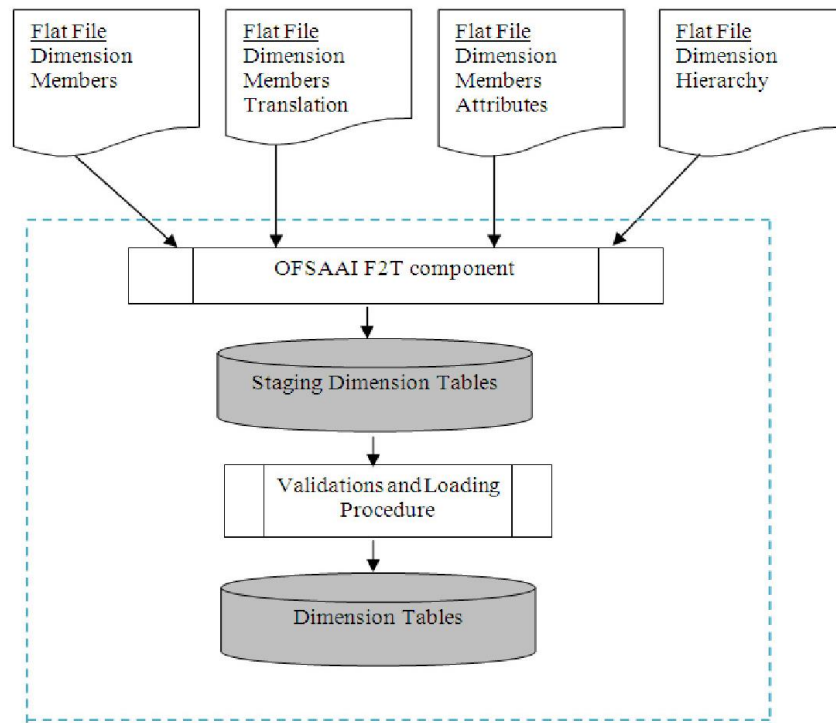 Flat File
Dimension
Members
Flat File
Dimension
Members
Translation
Flat File
Dimension
Members
Attributes
Flat File
Dimension
Hierarchy
OFSAAI F2T component
Staging Dimension Tables
Validations and Loading
Procedure
Dimension Tables